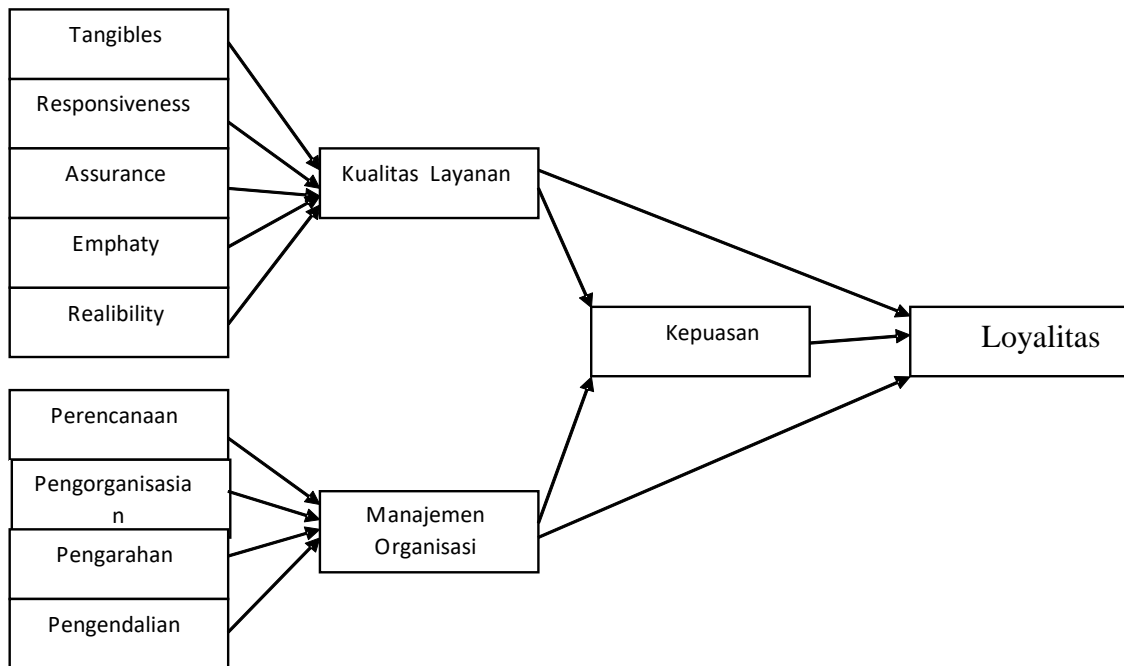 Tangibles
Responsiveness
Assurance
Emphaty
Realibility
Kualitas Layanan
Kepuasan
Loyalitas
Perencanaan
Pengorganisasia
n
Pengarahan
Pengendalian
Manajemen
Organisasi